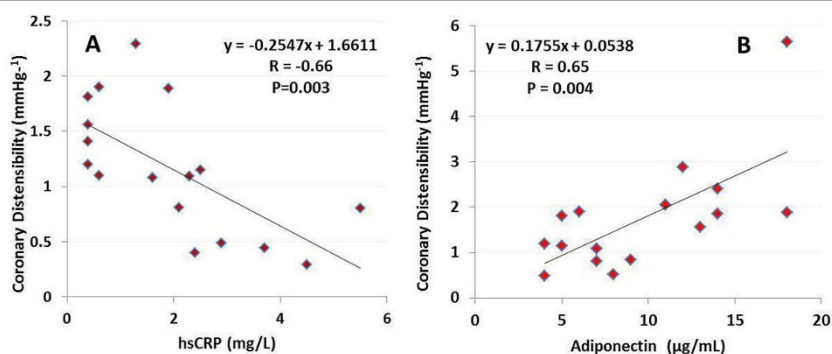 A
y = -0.2547x + 1.6611
R = -0.66
P=0.003
Coronary Distensibility (mmHg-1)
2.5
2
1.5
1
0.5
0
0 2 4 6
hsCRP (mg/L)
B
y = 0.1755x + 0.0538
R = 0.65
P = 0.004
Coronary Distensibility (mmHg-1)
6
5
4
3
2
1
0
0 5 10 15 20
Adiponectin (µg/mL)